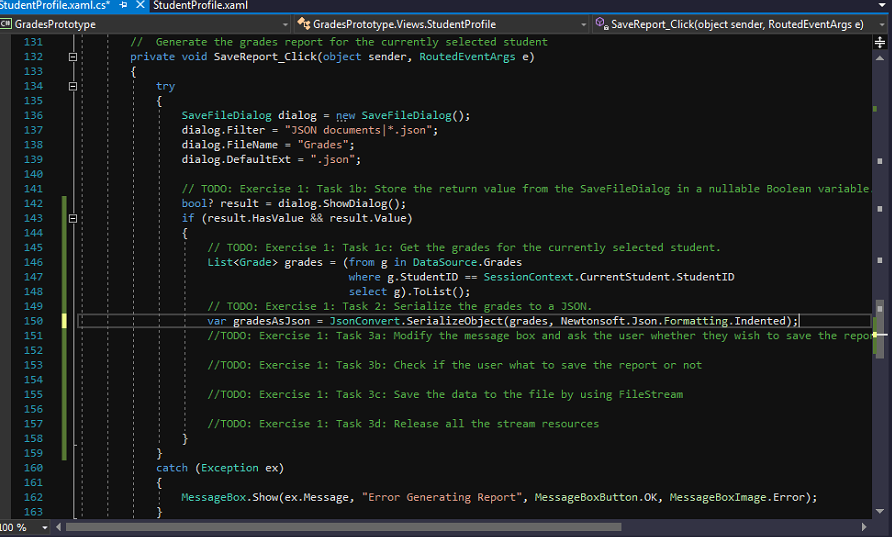 StudentProfile.xaml.cs* StudentProfile.xaml
C# GradesPrototype GradesPrototype.Views.StudentProfile SaveReport_Click(object sender, RoutedEventArgs e)
131 // Generate the grades report for the currently selected student
132 private void SaveReport_Click(object sender, RoutedEventArgs e)
133 {
134 try
135 {
136 SaveFileDialog dialog = new SaveFileDialog();
137 dialog.Filter = "JSON documents|*.json";
138 dialog.FileName = "Grades";
139 dialog.DefaultExt = ".json";
140
141 // TODO: Exercise 1: Task 1b: Store the return value from the SaveFileDialog in a nullable Boolean variable.
142 bool? result = dialog.ShowDialog();
143 if (result.HasValue && result.Value)
144 {
145 // TODO: Exercise 1: Task 1c: Get the grades for the currently selected student.
146 List<Grade> grades = (from g in DataSource.Grades
147 where g.StudentID == SessionContext.CurrentStudent.StudentID
148 select g).ToList();
149 // TODO: Exercise 1: Task 2: Serialize the grades to a JSON.
150 var gradesAsJson = JsonConvert.SerializeObject(grades, Newtonsoft.Json.Formatting.Indented);
151 //TODO: Exercise 1: Task 3a: Modify the message box and ask the user whether they wish to save the repor
152
153 //TODO: Exercise 1: Task 3b: Check if the user what to save the report or not
154
155 //TODO: Exercise 1: Task 3c: Save the data to the file by using FileStream
156
157 //TODO: Exercise 1: Task 3d: Release all the stream resources
158 }
159 }
160 catch (Exception ex)
161 {
162 MessageBox.Show(ex.Message, "Error Generating Report", MessageBoxButton.OK, MessageBoxImage.Error);
163 }
100 %